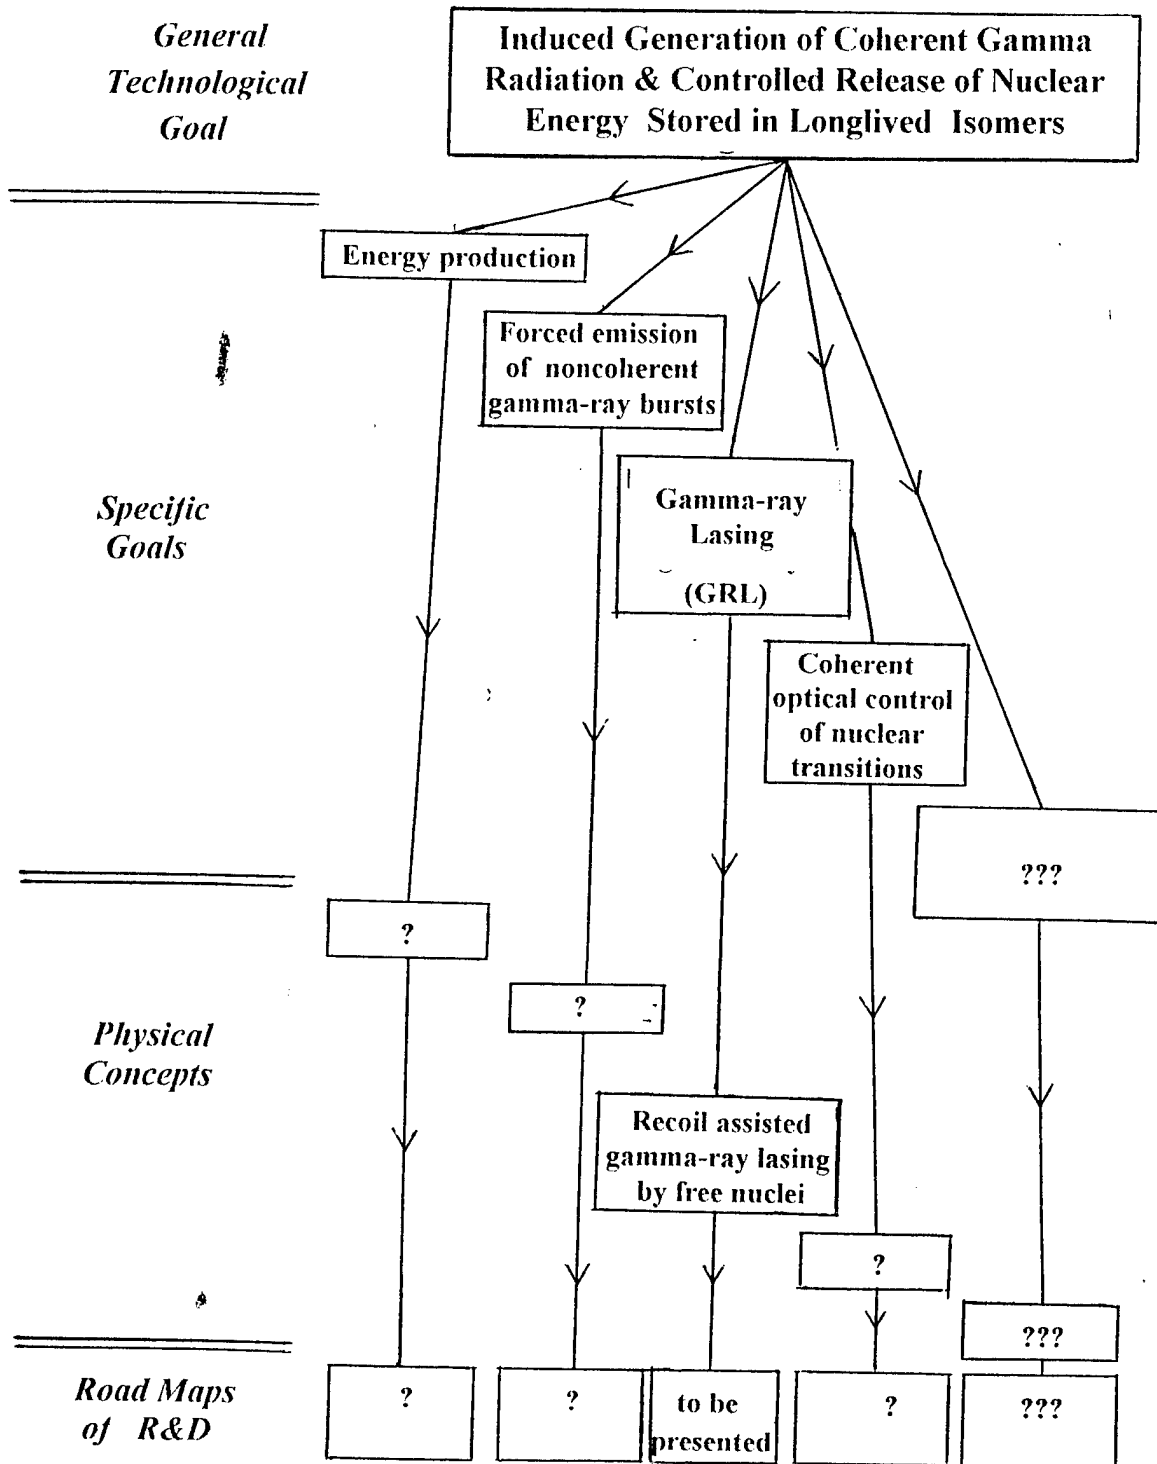 General
Technological
Goal
Induced Generation of Coherent Gamma
Radiation & Controlled Release of Nuclear
Energy Stored in Longlived Isomers
Energy production
Forced emission
of noncoherent
gamma-ray bursts
Specific
Goals
Gamma-ray
Lasing
(GRL)
Coherent
optical control
of nuclear
transitions
???
?
?
Physical
Concepts
Recoil assisted
gamma-ray lasing
by free nuclei
?
???
Road Maps
of R&D
?
?
to be
presented
?
???